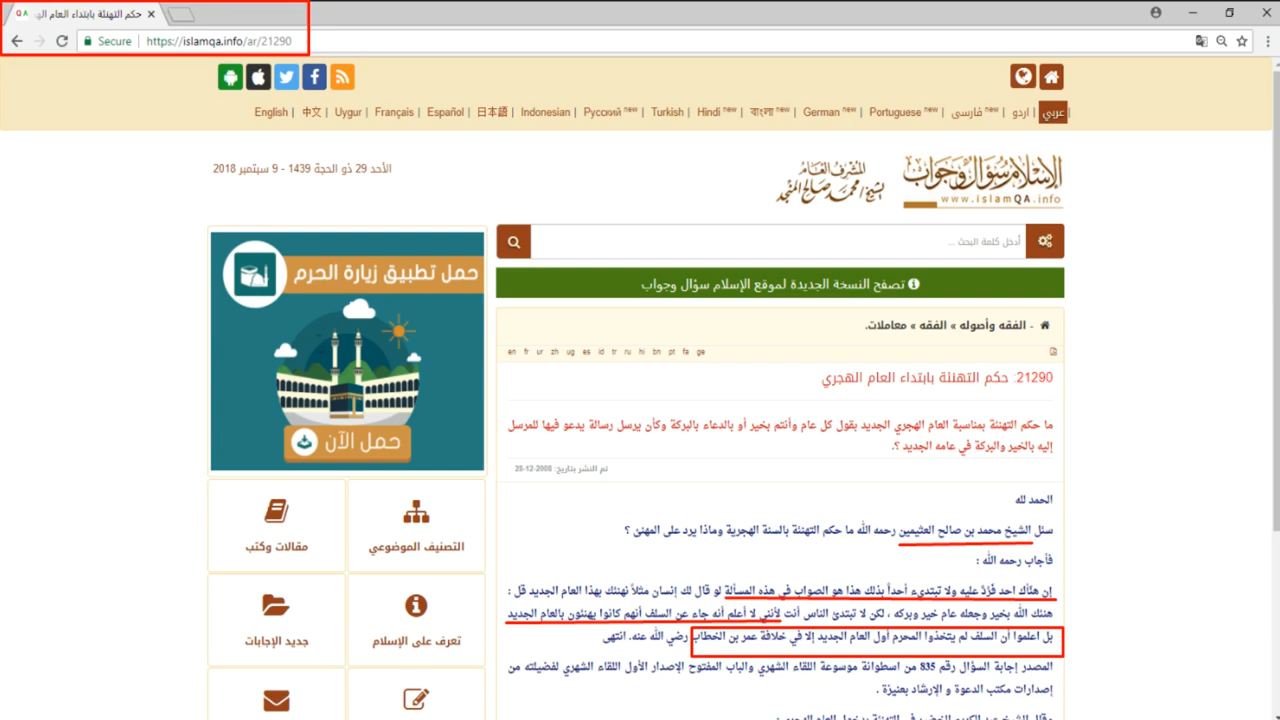 حكم التهنئة بابتداء العام اله
Secure
https://islamqa.info/ar/21290
English | 中文 | Uygur | Français | Español | 日本語 | Indonesian | Русский new | Turkish | Hindi new | বাংলা new | German new | Portuguese new | فارسى new | اردو | عربي
الأحد 29 ذو الحجة 1439 - 9 سبتمبر 2018
المشرف العام
الشيخ محمد صالح المنجد
الإسلام سؤال وجواب
www.islamQA.info
أدخل كلمة البحث ...
حمل تطبيق زيارة الحرم
حمل الآن
تصفح النسخة الجديدة لموقع الإسلام سؤال وجواب
- الفقه وأصوله » الفقه » معاملات.
en fr ur zh ug es id tr ru hi bn pt fa ge
21290: حكم التهنئة بابتداء العام الهجري
ما حكم التهنئة بمناسبة العام الهجري الجديد بقول كل عام وأنتم بخير أو بالدعاء بالبركة وكأن يرسل رسالة يدعو فيها للمرسل
إليه بالخير والبركة في عامه الجديد ؟.
تم النشر بتاريخ: 28-12-2008
الحمد لله
سئل الشيخ محمد بن صالح العثيمين رحمه الله ما حكم التهنئة بالسنة الهجرية وماذا يرد على المهنئ ؟
فأجاب رحمه الله :
إن هنّأك احد فَرُدَّ عليه ولا تبتديء أحداً بذلك هذا هو الصواب في هذه المسألة لو قال لك إنسان مثلاً نهنئك بهذا العام الجديد قل :
هنئك الله بخير وجعله عام خير وبركه ، لكن لا تبتدئ الناس أنت لأنني لا أعلم أنه جاء عن السلف أنهم كانوا يهنئون بالعام الجديد
بل اعلموا أن السلف لم يتخذوا المحرم أول العام الجديد إلا في خلافة عمر بن الخطاب رضي الله عنه. انتهى
المصدر إجابة السؤال رقم 835 من اسطوانة موسوعة اللقاء الشهري والباب المفتوح الإصدار الأول اللقاء الشهري لفضيلته من
إصدارات مكتب الدعوة و الإرشاد بعنيزة .
التصنيف الموضوعي
مقالات وكتب
تعرف على الإسلام
جديد الإجابات